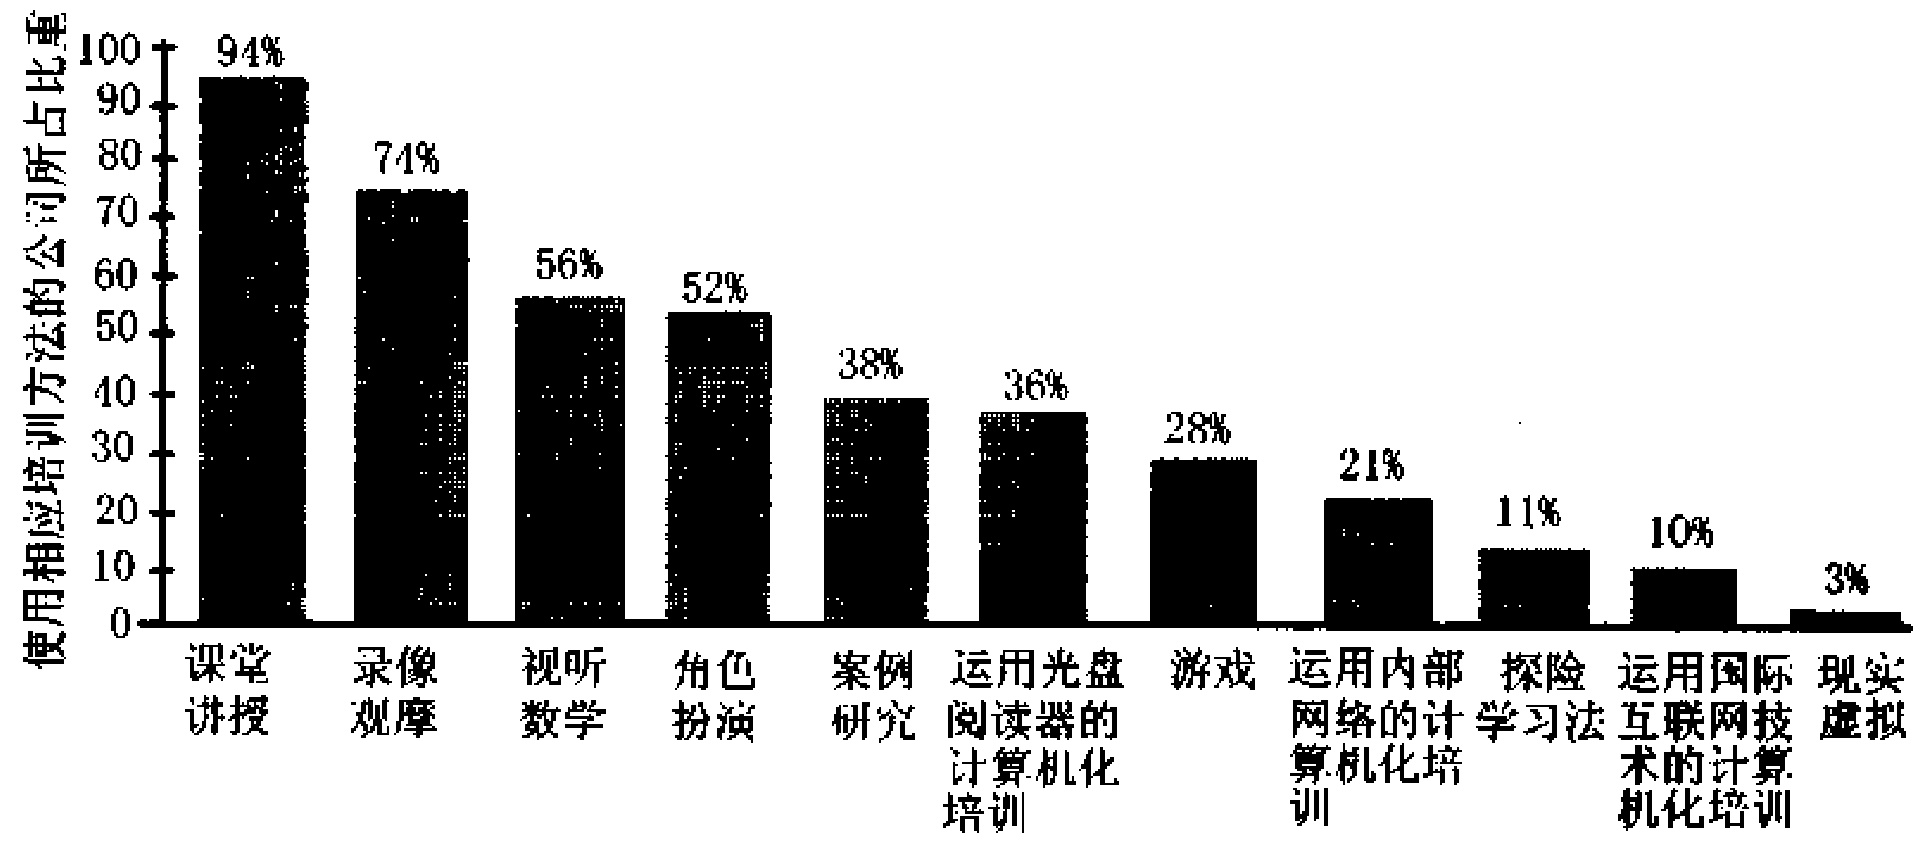 使用相应培训方法的公司所占比重
100
90
80
70
60
50
40
30
20
10
0
94%
74%
56%
52%
38%
36%
28%
21%
11%
10%
3%
课堂
讲授
录像
观摩
视听
数学
角色
扮演
案例
研究
运用光盘
阅读器的
计算机化
培训
游戏
运用内部
网络的计
算机化培
训
探险
学习法
运用国际
互联网技
术的计算
机化培训
现实
虚拟